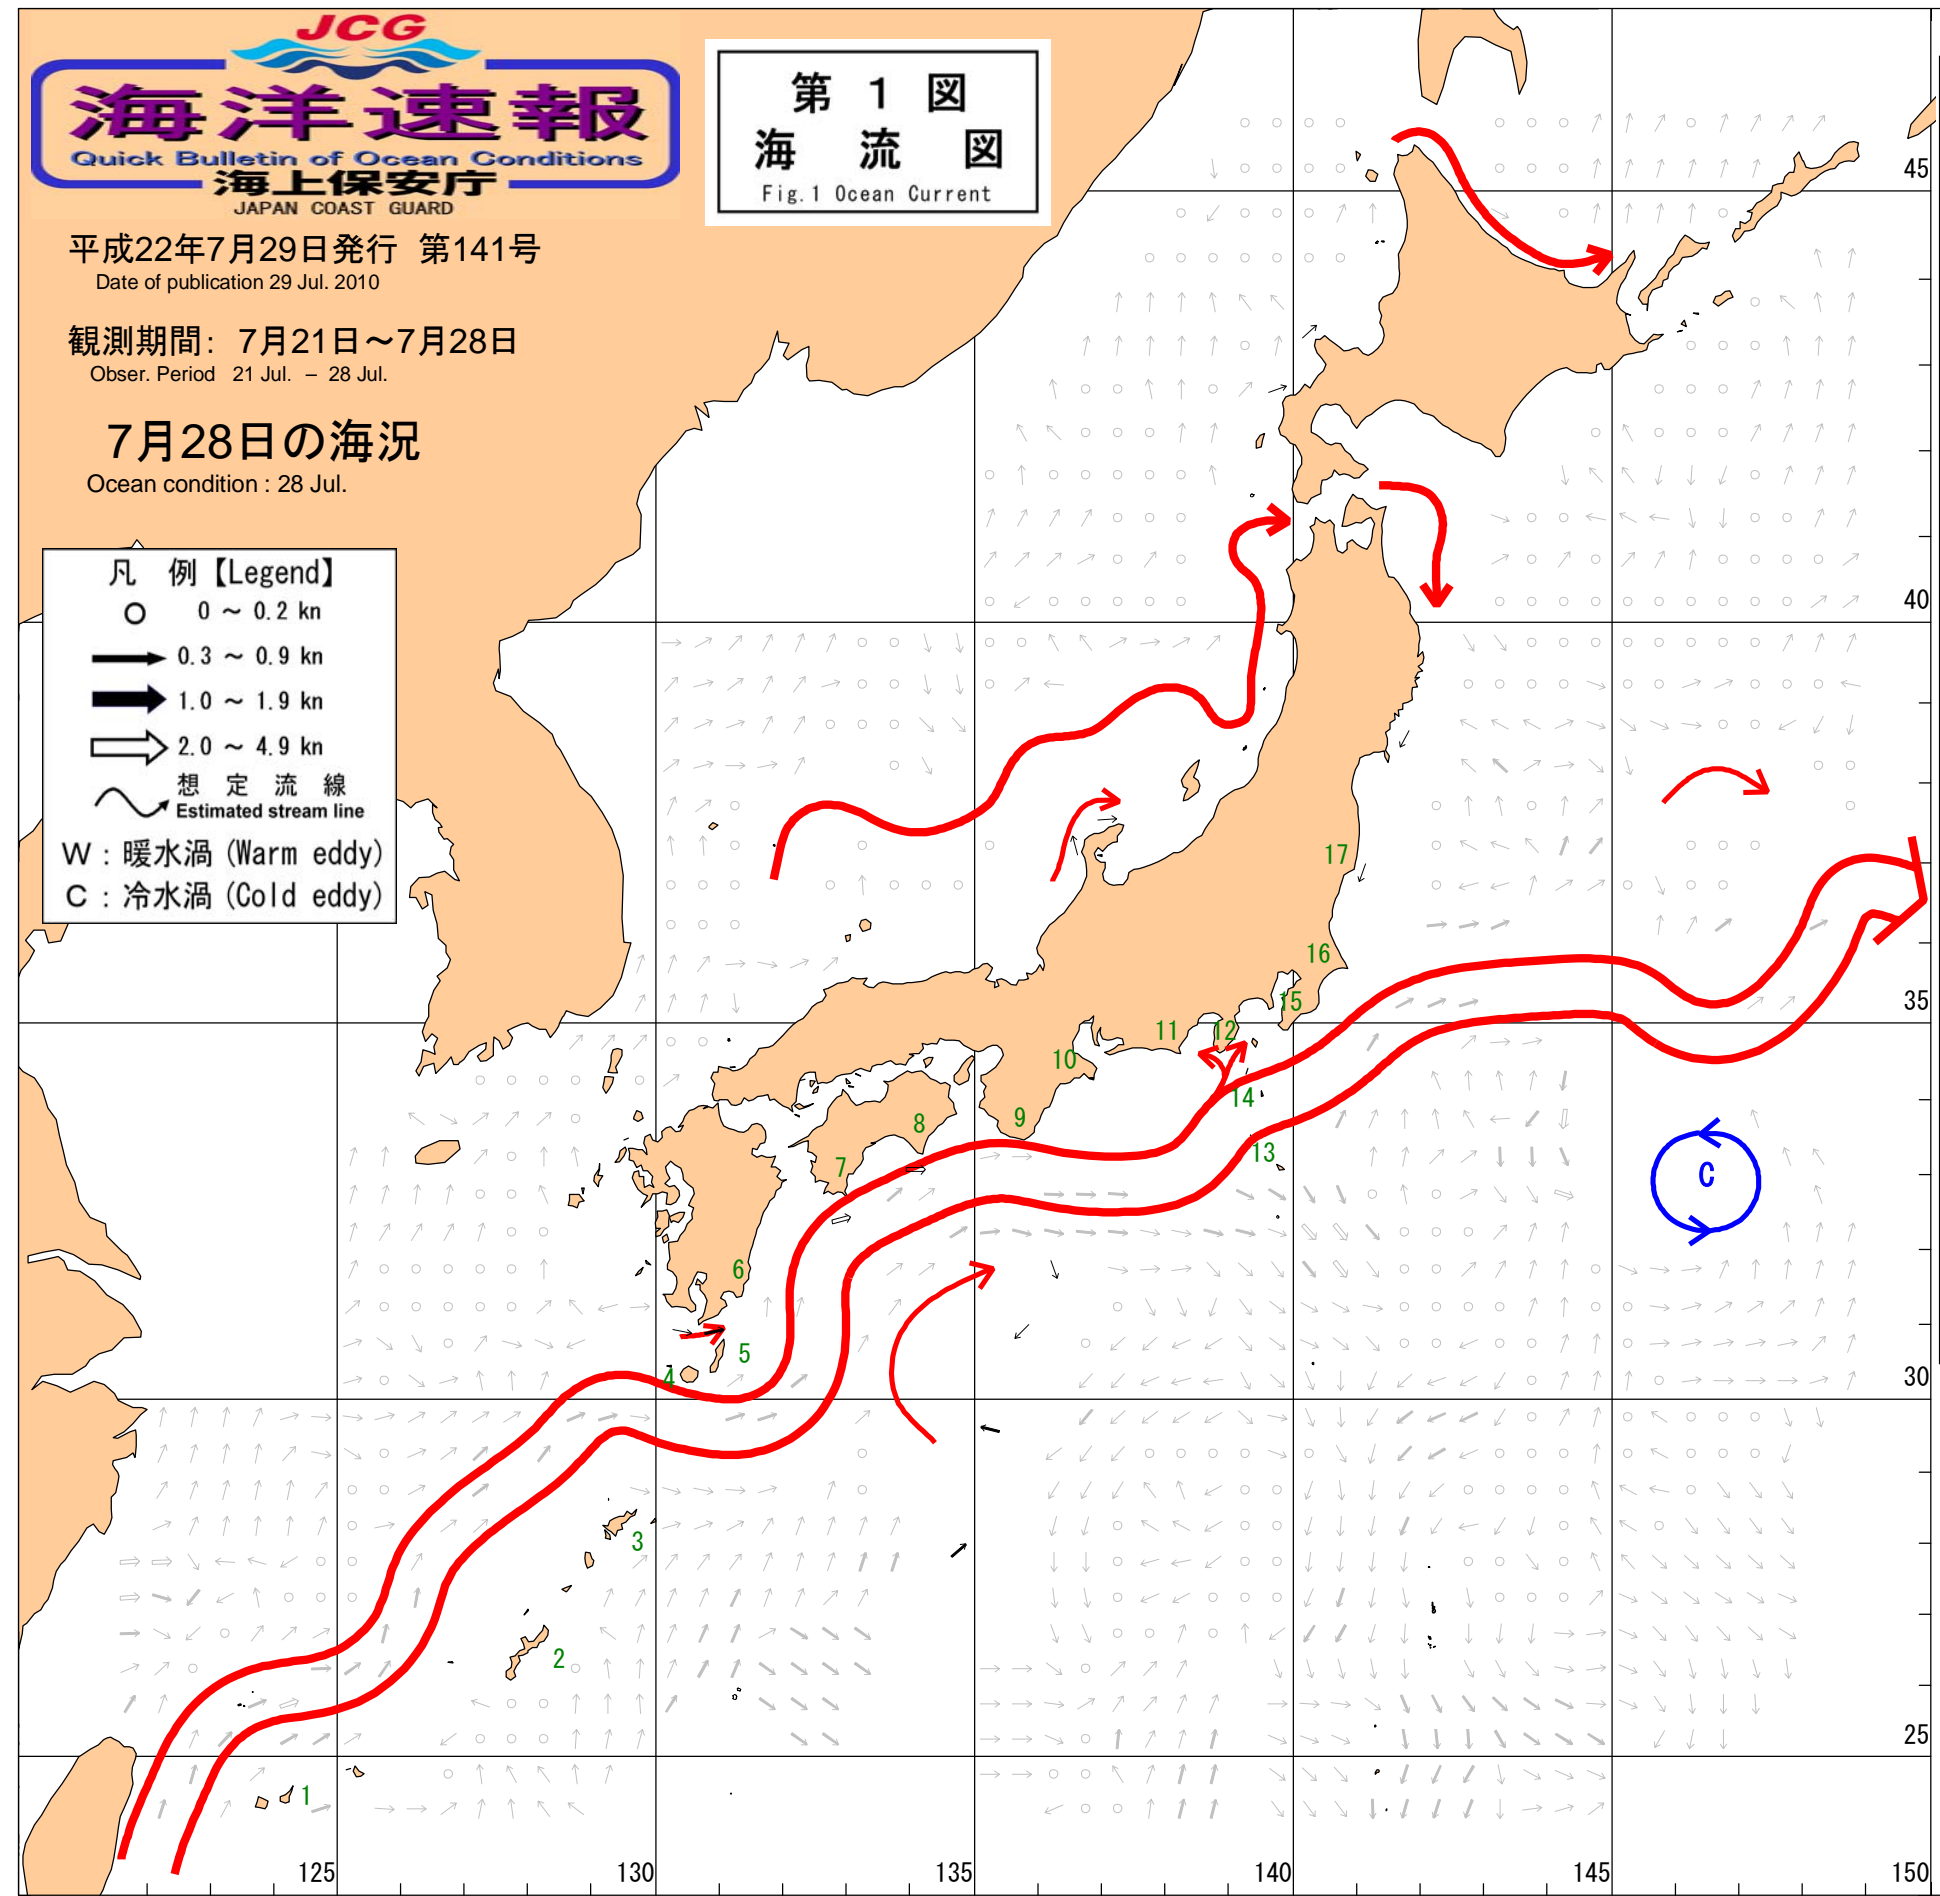 JCG
海洋速報
Quick Bulletin of Ocean Conditions
海上保安庁
JAPAN COAST GUARD
第 1 図
海 流 図
Fig.1 Ocean Current
平成22年7月29日発行 第141号
Date of publication 29 Jul. 2010
観測期間: 7月21日～7月28日
Obser. Period 21 Jul. – 28 Jul.
7月28日の海況
Ocean condition : 28 Jul.
凡 例【Legend】
0 ～ 0.2 kn
0.3 ～ 0.9 kn
1.0 ～ 1.9 kn
2.0 ～ 4.9 kn
想 定 流 線
Estimated stream line
W : 暖水渦 (Warm eddy)
C : 冷水渦 (Cold eddy)
45
40
17
16
35
15
12
11
10
14
9
8
13
7
C
6
5
4
30
3
2
25
1
125
130
135
140
145
150